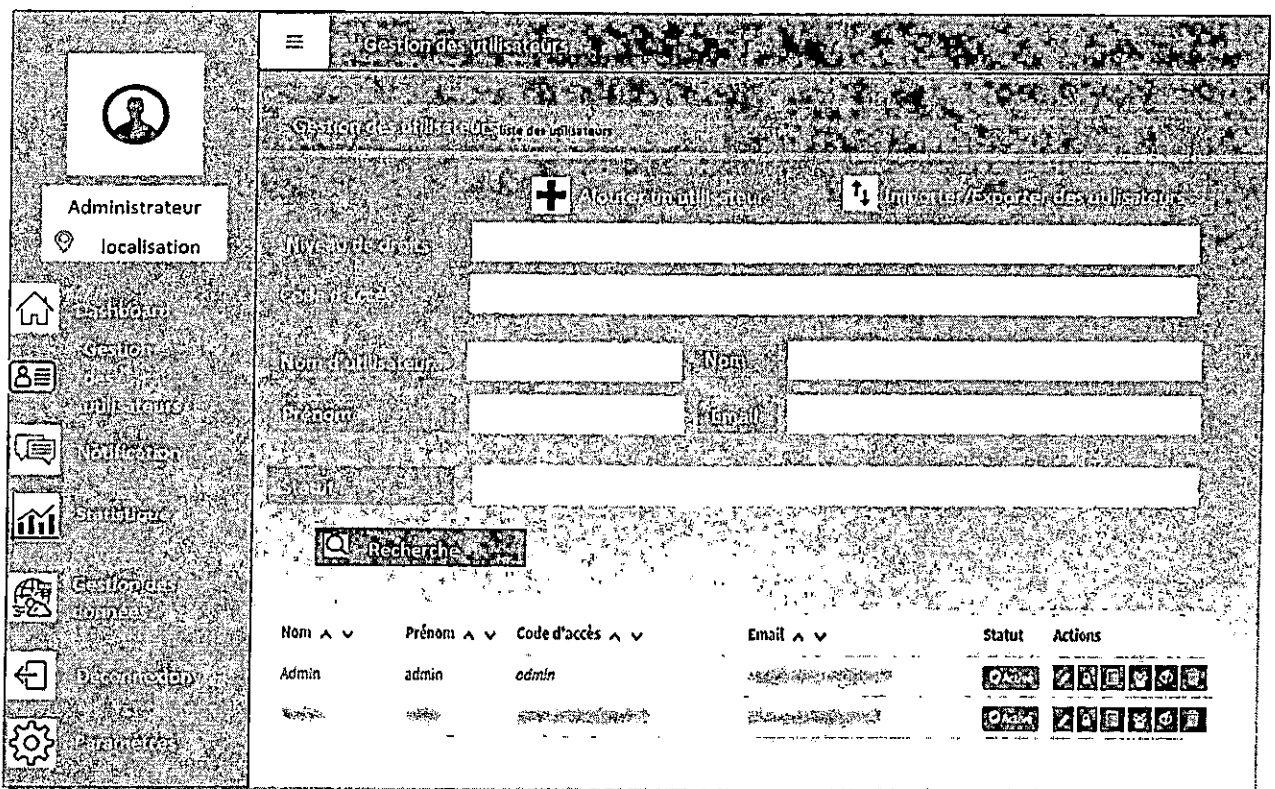 Gestion des utilisateurs
Gestion des utilisateurs liste des utilisateurs
Administrateur
localisation
Dashboard
Gestion
des
utilisateurs
Notification
Statistique
Gestion des
données
Déconnexion
Paramètres
Ajouter un utilisateur
Importer/Exporter des utilisateurs
Niveau de droits
Code d'accès
Nom d'utilisateur
Nom
Prénom
Email
Statut
Recherche
Nom Prénom Code d'accès Email Statut Actions
Admin admin admin